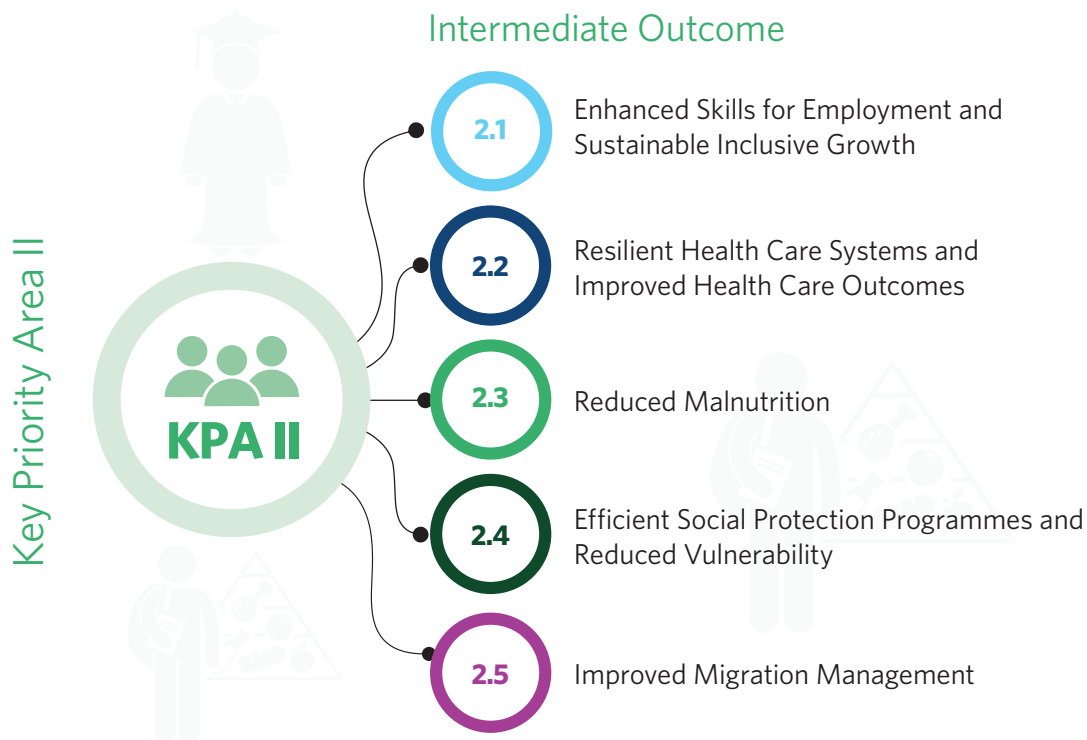 Intermediate Outcome
Key Priority Area II
KPA II
2.1
Enhanced Skills for Employment and
Sustainable Inclusive Growth
2.2
Resilient Health Care Systems and
Improved Health Care Outcomes
2.3
Reduced Malnutrition
2.4
Efficient Social Protection Programmes and
Reduced Vulnerability
2.5
Improved Migration Management